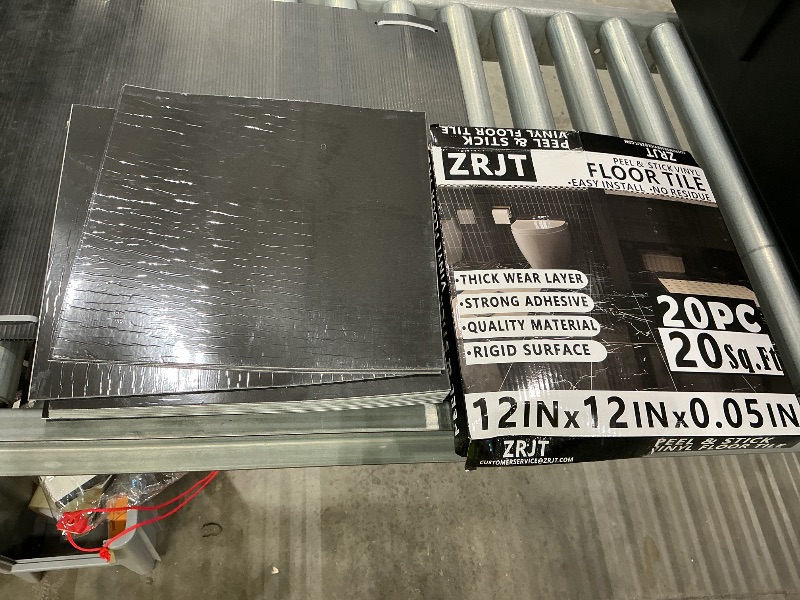 PEEL & STICK
VINYL FLOOR TILE
ZRJT
ZRJT
PEEL & STICK VINYL
FLOOR TILE
•EASY INSTALL •NO RESIDUE
•THICK WEAR LAYER
•STRONG ADHESIVE
•QUALITY MATERIAL
•RIGID SURFACE
20PC
20Sq.Ft
12INx12INx0.05IN
ZRJT
CUSTOMERSERVICE@ZRJT.COM
PEEL & STICK
VINYL FLOOR TILE